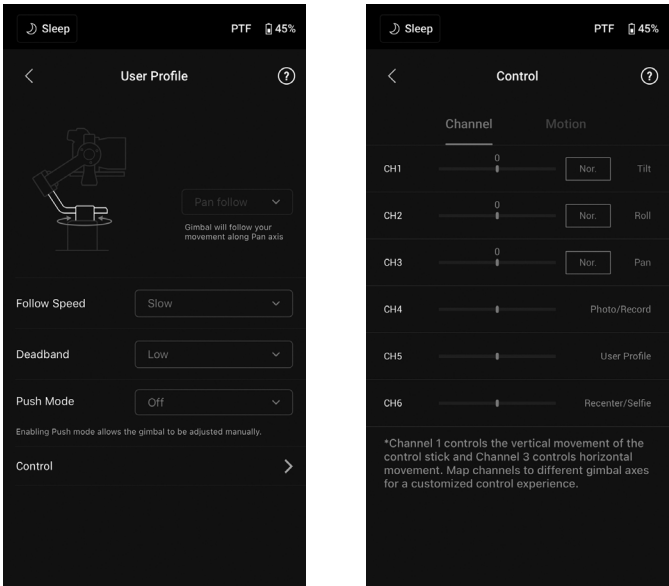 Sleep PTF 45%
User Profile ?
Pan follow
Gimbal will follow your
movement along Pan axis
Follow Speed Slow
Deadband Low
Push Mode Off
Enabling Push mode allows the gimbal to be adjusted manually.
Control
Sleep PTF 45%
Control ?
Channel Motion
0
CH1 Nor. Tilt
0
CH2 Nor. Roll
0
CH3 Nor. Pan
CH4 Photo/Record
CH5 User Profile
CH6 Recenter/Selfie
*Channel 1 controls the vertical movement of the
control stick and Channel 3 controls horizontal
movement. Map channels to different gimbal axes
for a customized control experience.